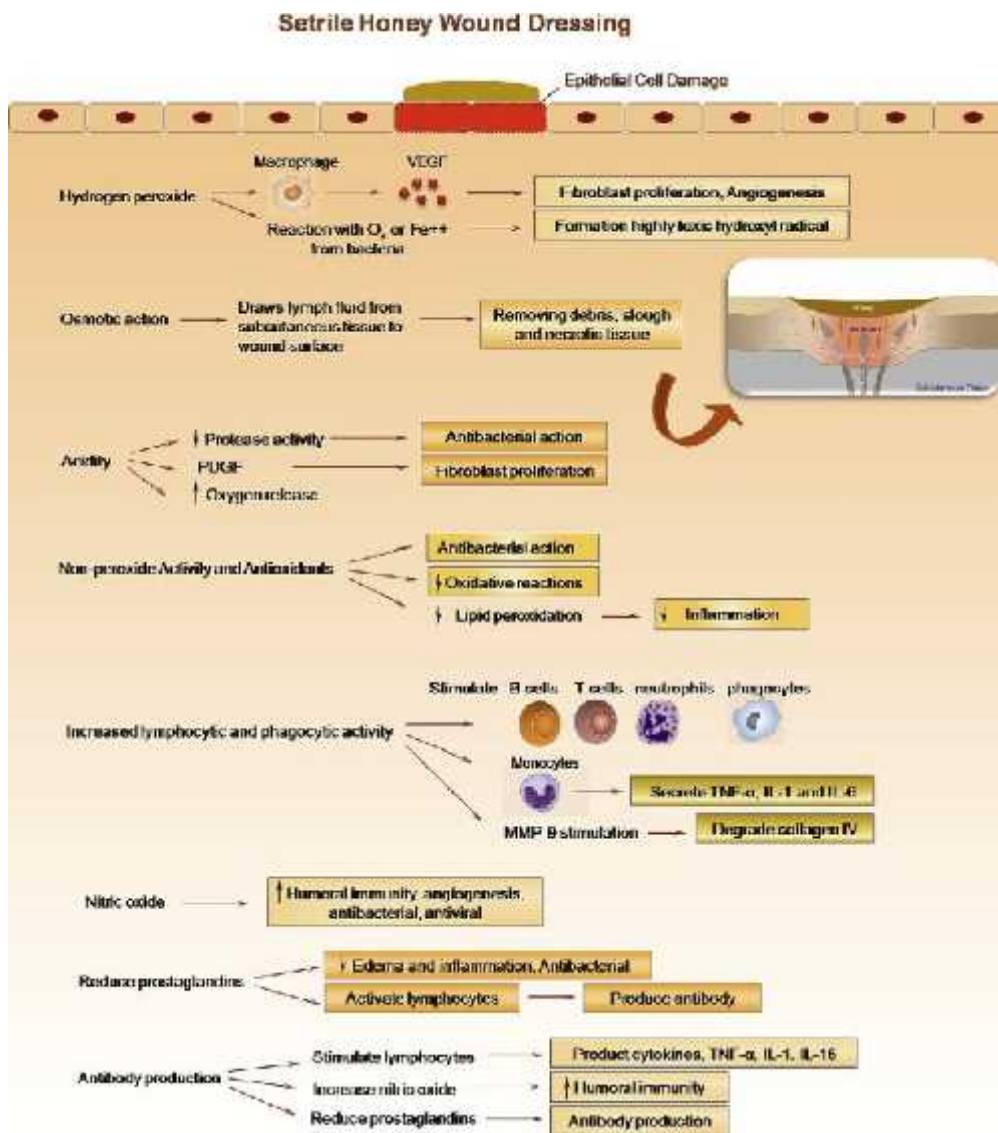 Setrile Honey Wound Dressing
Epithelial Cell Damage
Macrophage
VEGF
Hydrogen peroxide
Fibroblast proliferation, Angiogenesis
Reaction with O₂ or Fe++
from bacteria
Formation highly toxic hydroxyl radical
Osmotic action
Draws lymph fluid from
subcutaneous tissue to
wound surface
Removing debris, slough
and necrotic tissue
Subcutaneous Tissue
Acidity
↓ Protease activity
Antibacterial action
PDGF
Fibroblast proliferation
↑ Oxygen release
Non-peroxide Activity and Antioxidants
Antibacterial action
↓ Oxidative reactions
↓ Lipid peroxidation
↓ Inflammation
Stimulate B cells T cells neutrophils phagocytes
Increased lymphocytic and phagocytic activity
Monocytes
Secrete TNF-α, IL-1 and IL-6
MMP 9 stimulation
Degrade collagen IV
Nitric oxide
↑ Humoral immunity, angiogenesis,
antibacterial, antiviral
Reduce prostaglandins
↓ Edema and inflammation, Antibacterial
Activate lymphocytes
Produce antibody
Antibody production
Stimulate lymphocytes
Product cytokines, TNF-α, IL-1, IL-16
Increase nitric oxide
↑ Humoral immunity
Reduce prostaglandins
Antibody production